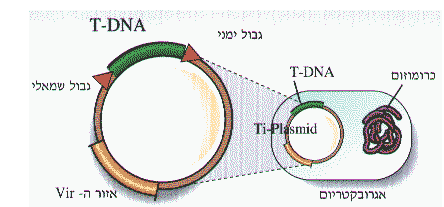 T-DNA
גבול ימני
גבול שמאלי
אזור ה- Vir
T-DNA
כרומוזום
Ti-Plasmid
אגרובקטריום